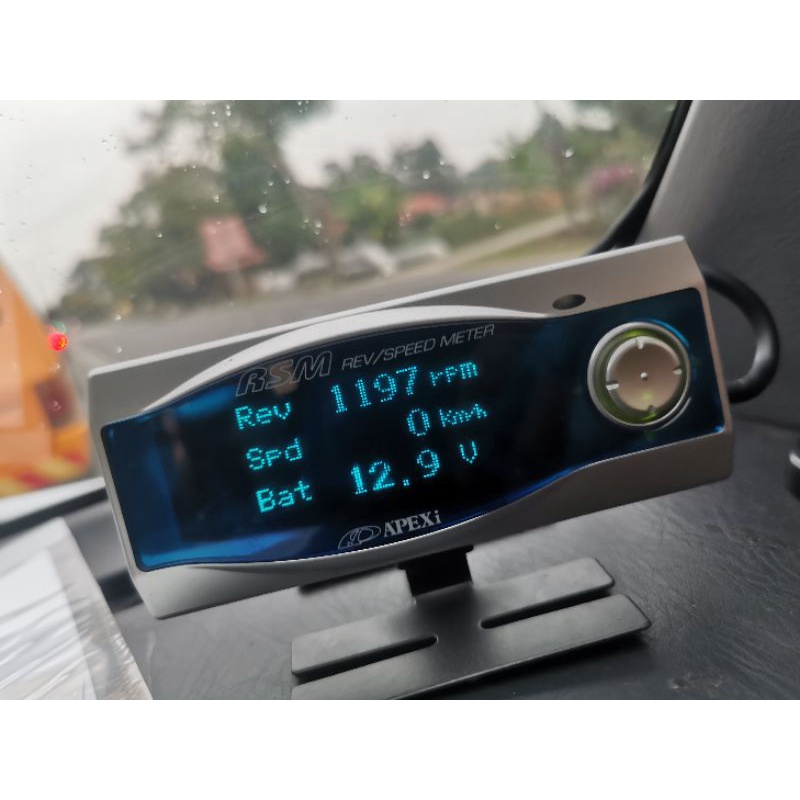 RSM REV/SPEED METER
Rev 1197 rpm
Spd 0 Km/h
Bat 12.9 V
APEXi